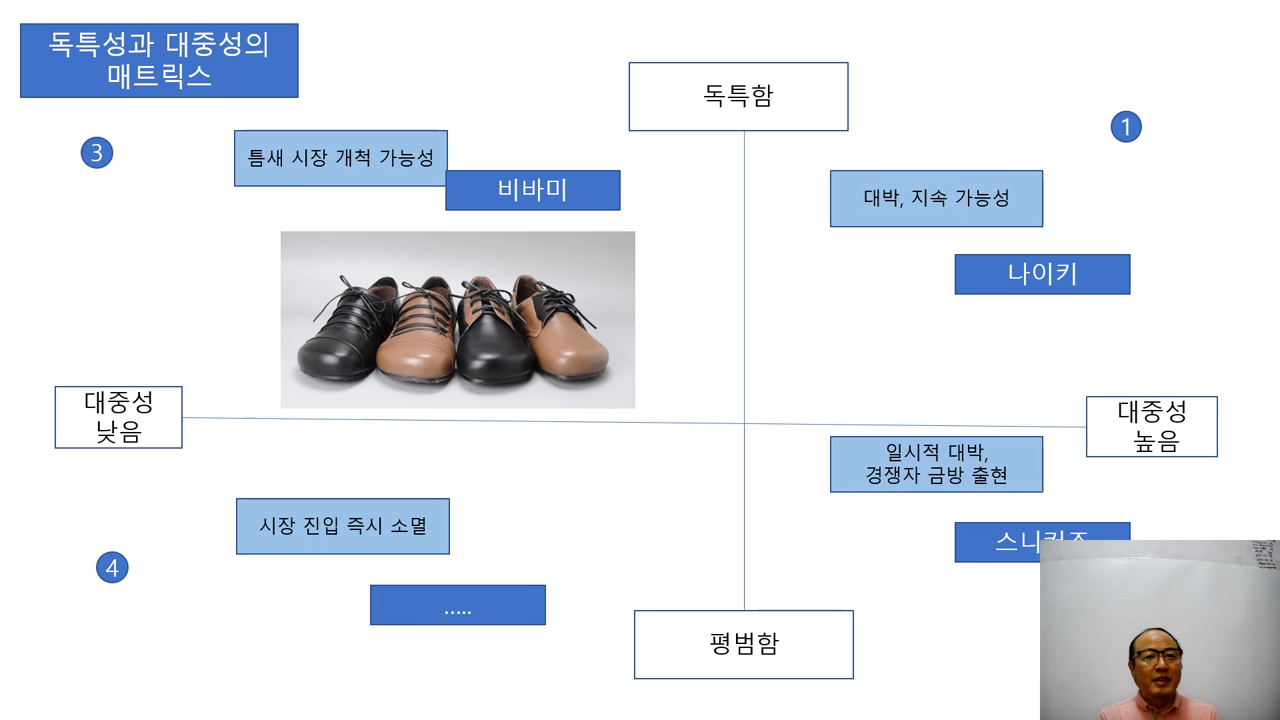 독특성과 대중성의
매트릭스
독특함
1
3
틈새 시장 개척 가능성
비바미
대박, 지속 가능성
나이키
대중성
낮음
대중성
높음
일시적 대박,
경쟁자 금방 출현
시장 진입 즉시 소멸
4
.....
평범함